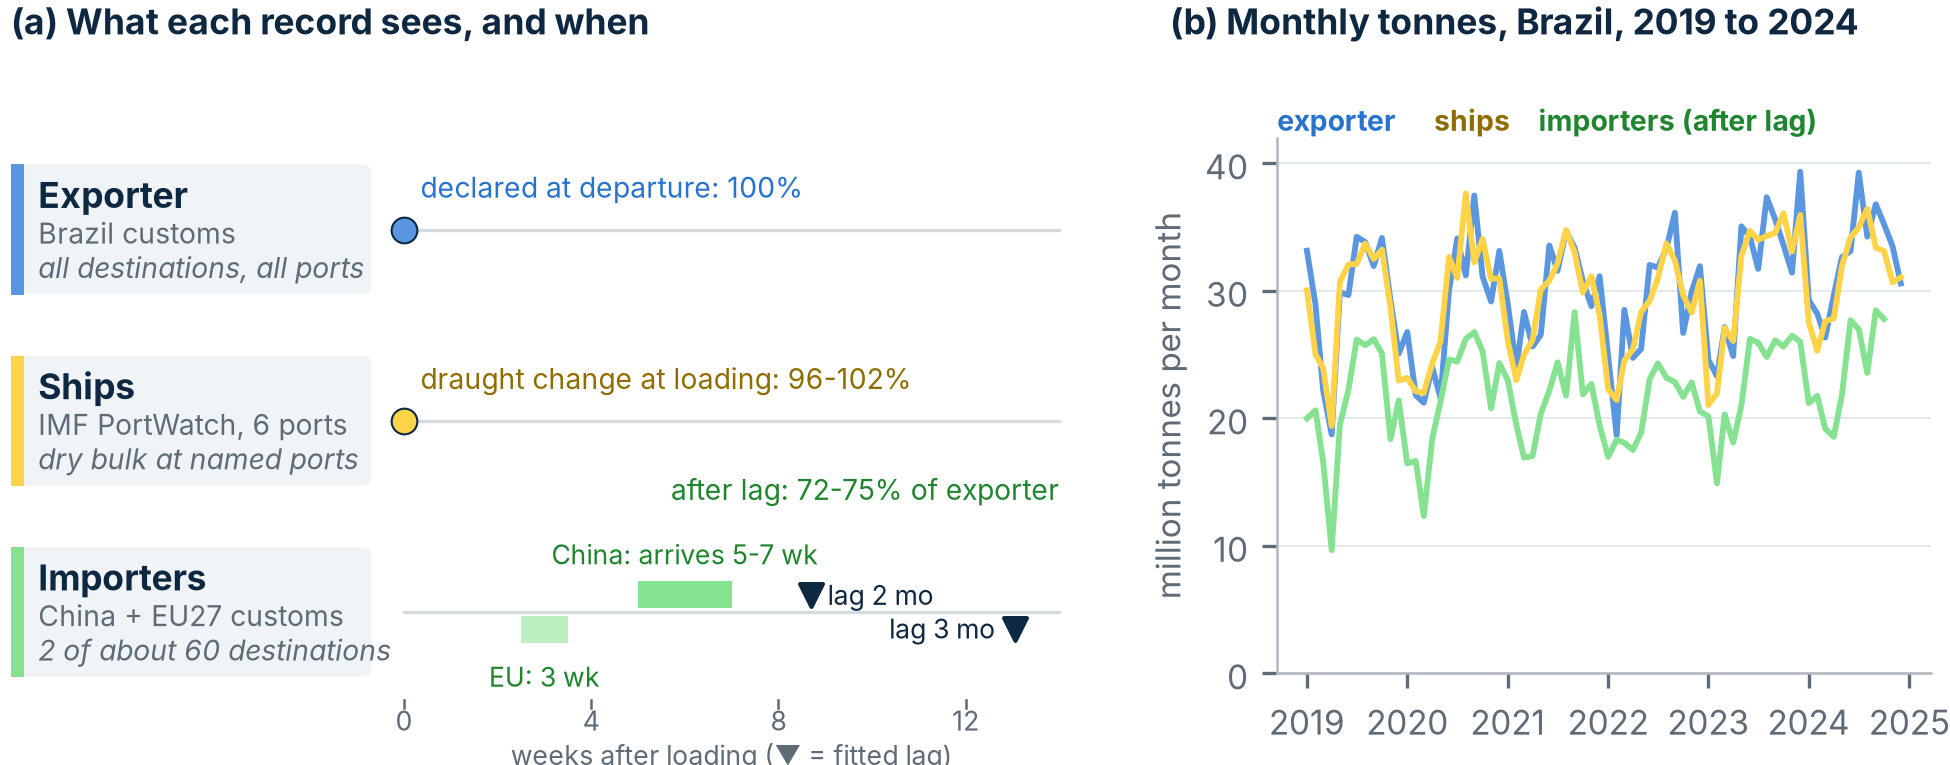 (a) What each record sees, and when
Exporter
Brazil customs
all destinations, all ports
declared at departure: 100%
Ships
IMF PortWatch, 6 ports
dry bulk at named ports
draught change at loading: 96-102%
after lag: 72-75% of exporter
Importers
China + EU27 customs
2 of about 60 destinations
China: arrives 5-7 wk
▼ lag 2 mo
lag 3 mo ▼
EU: 3 wk
0 4 8 12
weeks after loading (▼ = fitted lag)
(b) Monthly tonnes, Brazil, 2019 to 2024
exporter ships importers (after lag)
million tonnes per month
40
30
20
10
0
2019 2020 2021 2022 2023 2024 2025